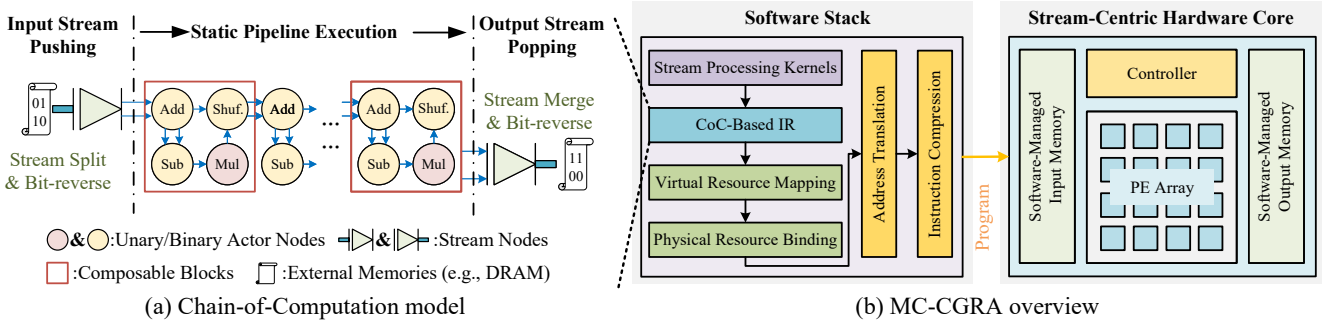 Input Stream
Pushing
Static Pipeline Execution
Output Stream
Popping
01
10
Add
Shuf.
Add
...
Add
Shuf.
Sub
Mul
Sub
...
Sub
Mul
Stream Split
& Bit-reverse
Stream Merge
& Bit-reverse
11
00
&
:Unary/Binary Actor Nodes
&
:Stream Nodes
:Composable Blocks
:External Memories (e.g., DRAM)
(a) Chain-of-Computation model
Software Stack
Stream Processing Kernels
CoC-Based IR
Virtual Resource Mapping
Physical Resource Binding
Address Translation
Instruction Compression
Program
Stream-Centric Hardware Core
Software-Managed
Input Memory
Controller
PE Array
Software-Managed
Output Memory
(b) MC-CGRA overview